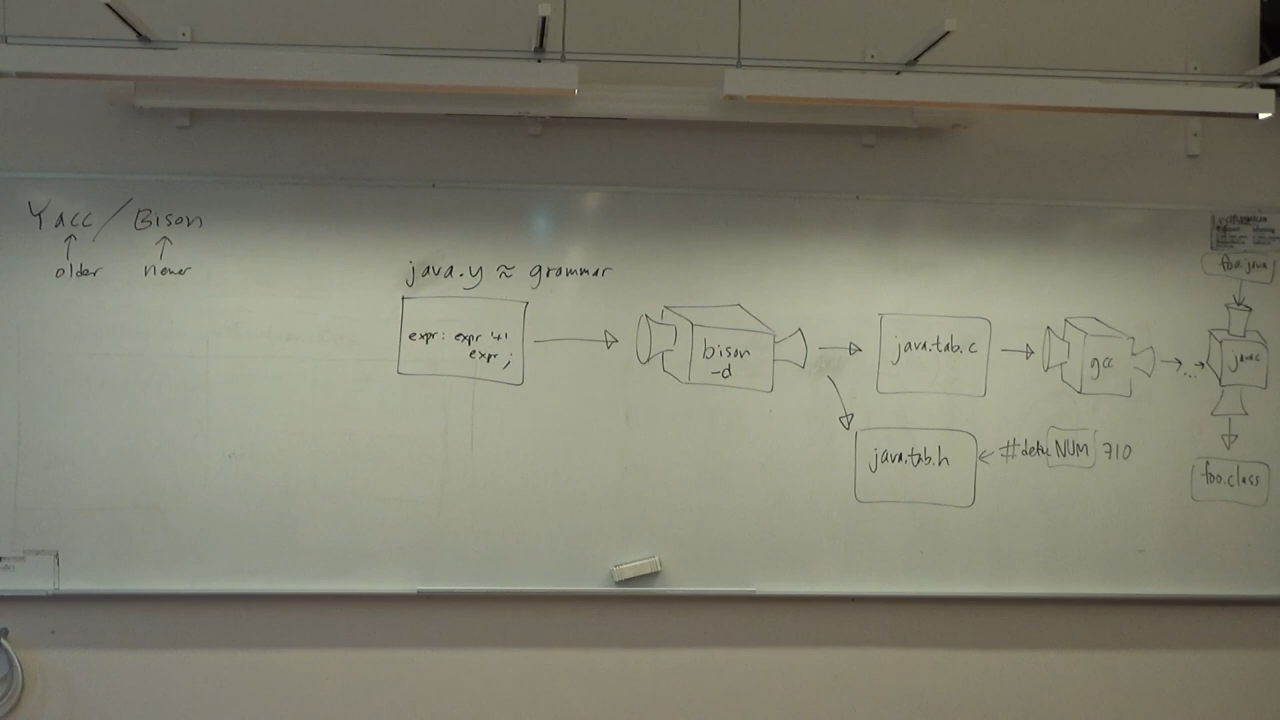 Yacc / Bison
older newer
java.y ≈ grammar
expr: expr '+'
expr ;
bison
-d
java.tab.c
gcc
...
foo.java
javac
foo.class
java.tab.h
NUM 710